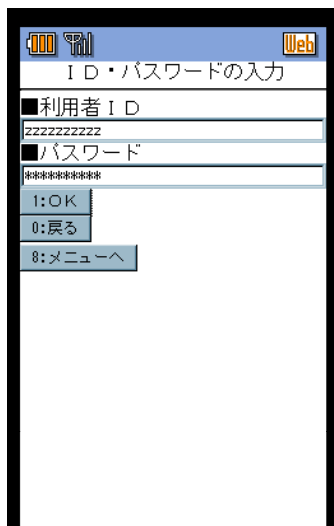 Web
ＩＤ・パスワードの入力
■利用者ＩＤ
zzzzzzzzzz
■パスワード
**********
1:ＯＫ
0:戻る
8:メニューへ